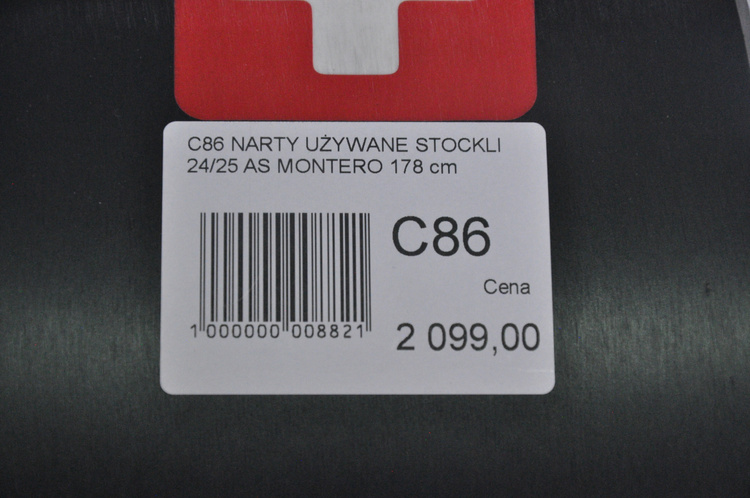 C86 NARTY UŻYWANE STOCKLI
24/25 AS MONTERO 178 cm
C86
Cena
1 000000 008821
2 099,00